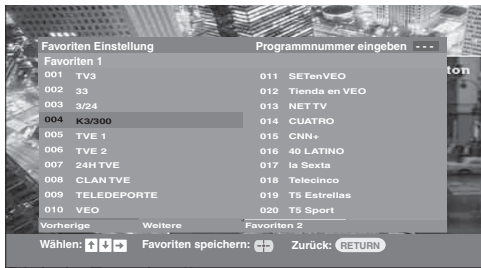 Favoriten Einstellung Programmnummer eingeben ---
Favoriten 1
ton
001 TV3
002 33
003 3/24
004 K3/300
005 TVE 1
006 TVE 2
007 24H TVE
008 CLAN TVE
009 TELEDEPORTE
010 VEO
011 SETenVEO
012 Tienda en VEO
013 NET TV
014 CUATRO
015 CNN+
016 40 LATINO
017 la Sexta
018 Telecinco
019 T5 Estrellas
020 T5 Sport
Vorherige Weitere Favoriten 2
Wählen: ↑ ↓ → Favoriten speichern: -/-- Zurück: RETURN